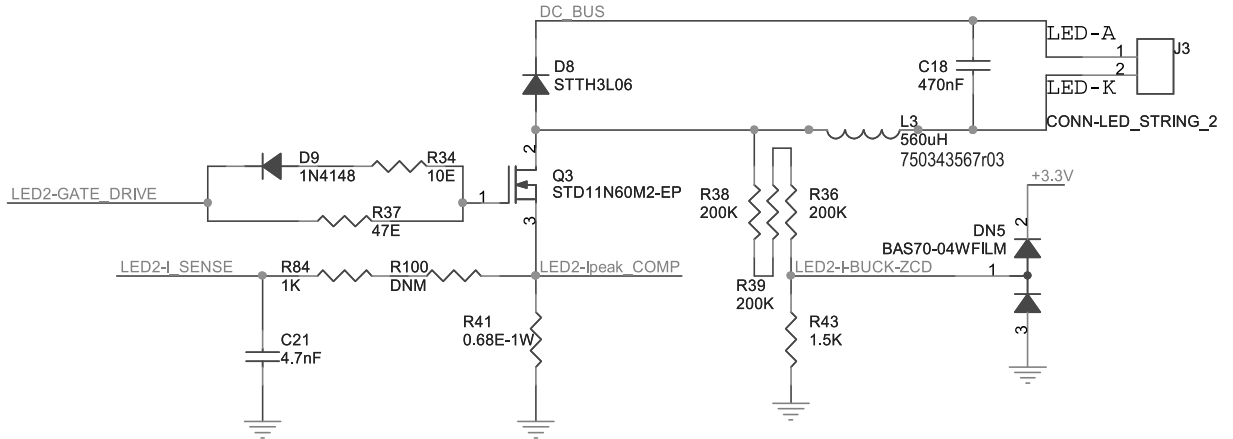 DC_BUS
D8
STTH3L06
C18
470nF
LED-A
1
2
LED-K
J3
CONN-LED_STRING_2
L3
560uH
750343567r03
D9
1N4148
R34
10E
2
Q3
STD11N60M2-EP
1
3
LED2-GATE_DRIVE
R37
47E
R38
200K
R36
200K
+3.3V
2
DN5
BAS70-04WFILM
LED2-I_SENSE
R84
1K
R100
DNM
LED2-Ipeak_COMP
LED2-I-BUCK-ZCD
1
R39
200K
3
C21
4.7nF
R41
0.68E-1W
R43
1.5K